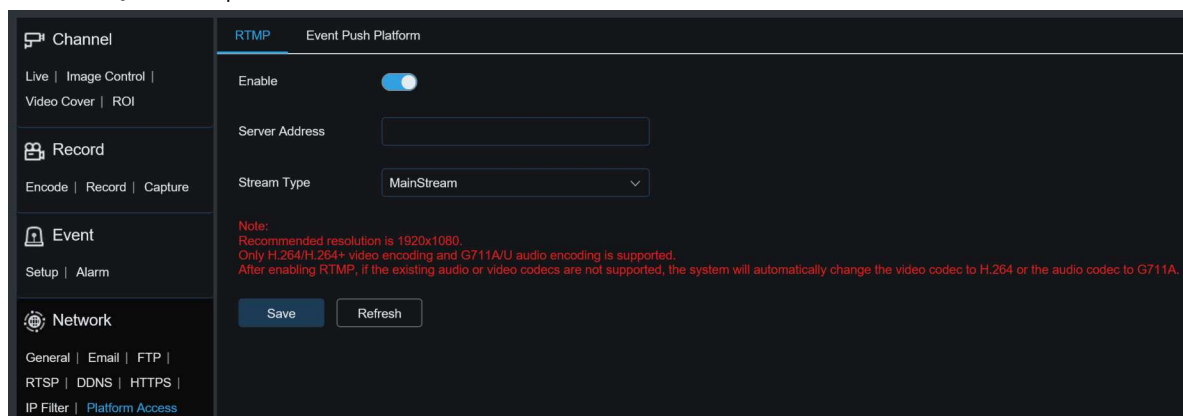 Channel
Live | Image Control |
Video Cover | ROI
Record
Encode | Record | Capture
Event
Setup | Alarm
Network
General | Email | FTP |
RTSP | DDNS | HTTPS |
IP Filter | Platform Access
RTMP Event Push Platform
Enable
Server Address
Stream Type MainStream
Note:
Recommended resolution is 1920x1080.
Only H.264/H.264+ video encoding and G711A/U audio encoding is supported.
After enabling RTMP, if the existing audio or video codecs are not supported, the system will automatically change the video codec to H.264 or the audio codec to G711A.
Save Refresh